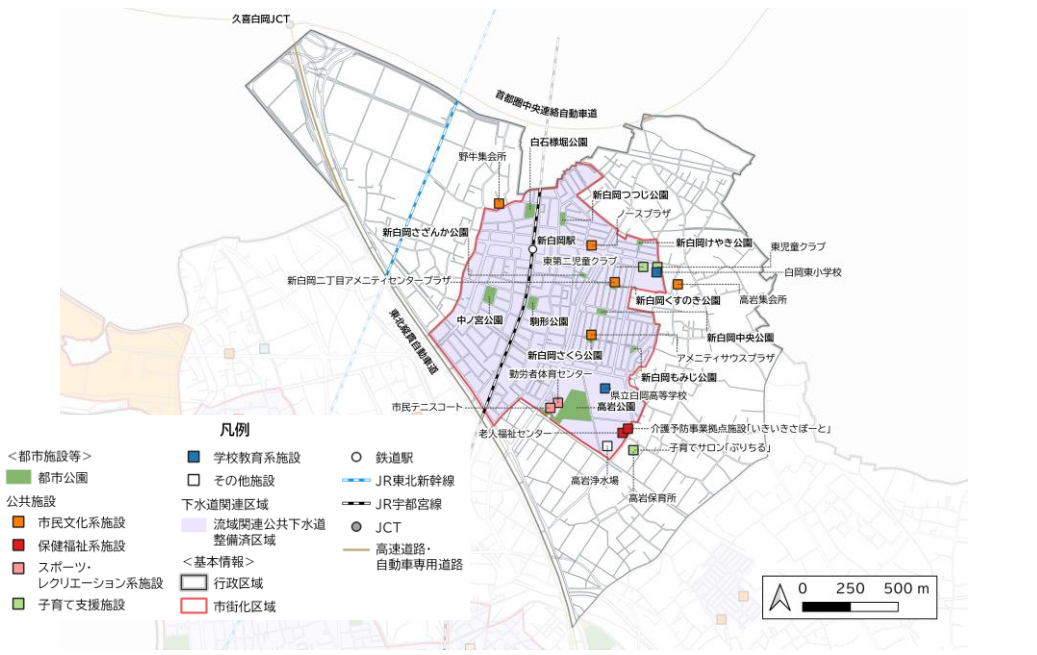 久喜白岡JCT
首都圏中央連絡自動車道
白石様堀公園
野牛集会所
新白岡つつじ公園
ノースプラザ
新白岡さざんか公園
新白岡駅
新白岡けやき公園
東児童クラブ
東第二児童クラブ
白岡東小学校
新白岡二丁目アメニティセンタープラザ
新白岡くすのき公園
高岩集会所
東北縦貫自動車道
中ノ宮公園
駒形公園
新白岡中央公園
新白岡さくら公園
アメニティサウスプラザ
勤労者体育センター
新白岡もみじ公園
県立白岡高等学校
市民テニスコート
高岩公園
老人福祉センター
介護予防事業拠点施設「いきいきさぽーと」
子育てサロン「ぷりちる」
高岩浄水場
高岩保育所
凡例
<都市施設等>
都市公園
公共施設
市民文化系施設
保健福祉系施設
スポーツ・
レクリエーション系施設
子育て支援施設
学校教育系施設
その他施設
下水道関連区域
流域関連公共下水道
整備済区域
<基本情報>
行政区域
市街化区域
鉄道駅
JR東北新幹線
JR宇都宮線
JCT
高速道路・
自動車専用道路
0 250 500 m